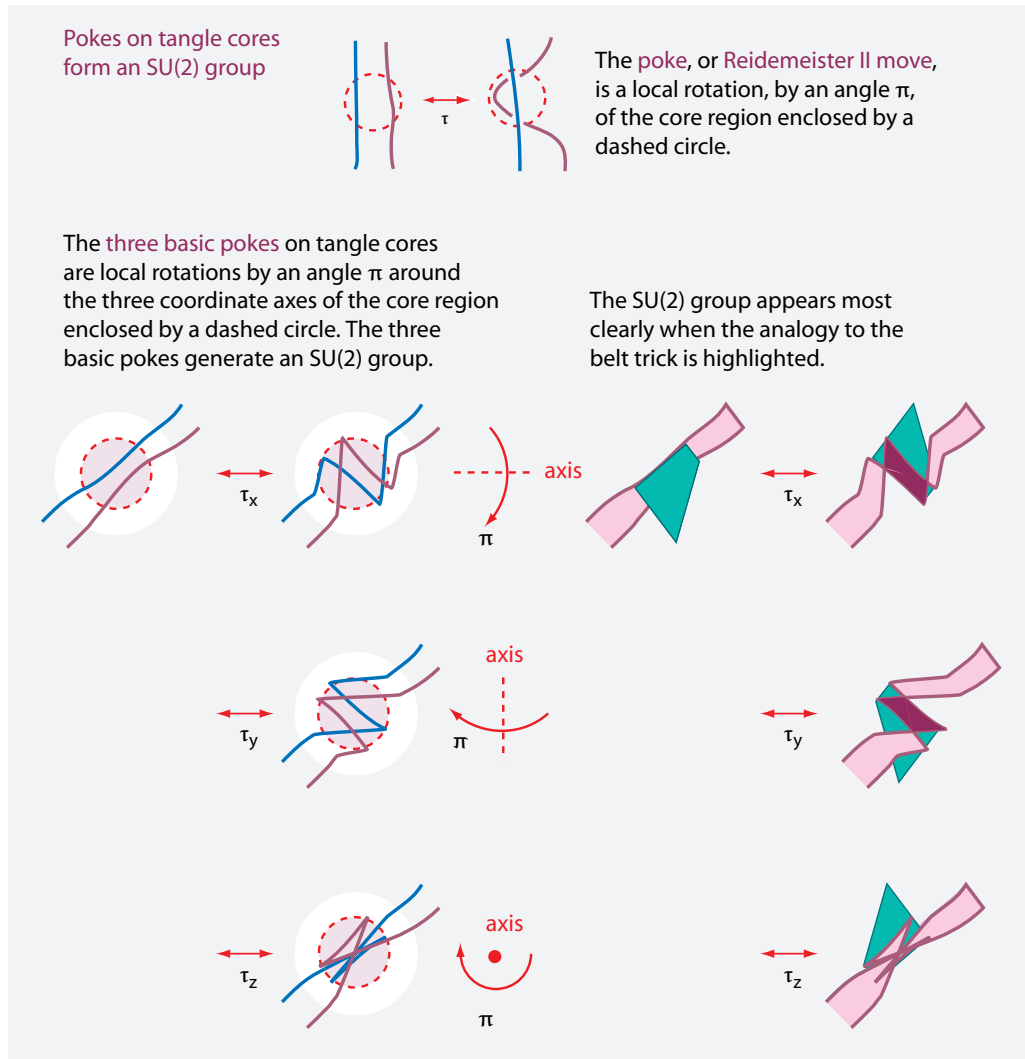 Pokes on tangle cores
form an SU(2) group
τ
The poke, or Reidemeister II move,
is a local rotation, by an angle π,
of the core region enclosed by a
dashed circle.
The three basic pokes on tangle cores
are local rotations by an angle π around
the three coordinate axes of the core region
enclosed by a dashed circle. The three
basic pokes generate an SU(2) group.
The SU(2) group appears most
clearly when the analogy to the
belt trick is highlighted.
τx
axis
π
τx
τy
axis
π
τy
τz
axis
π
τz